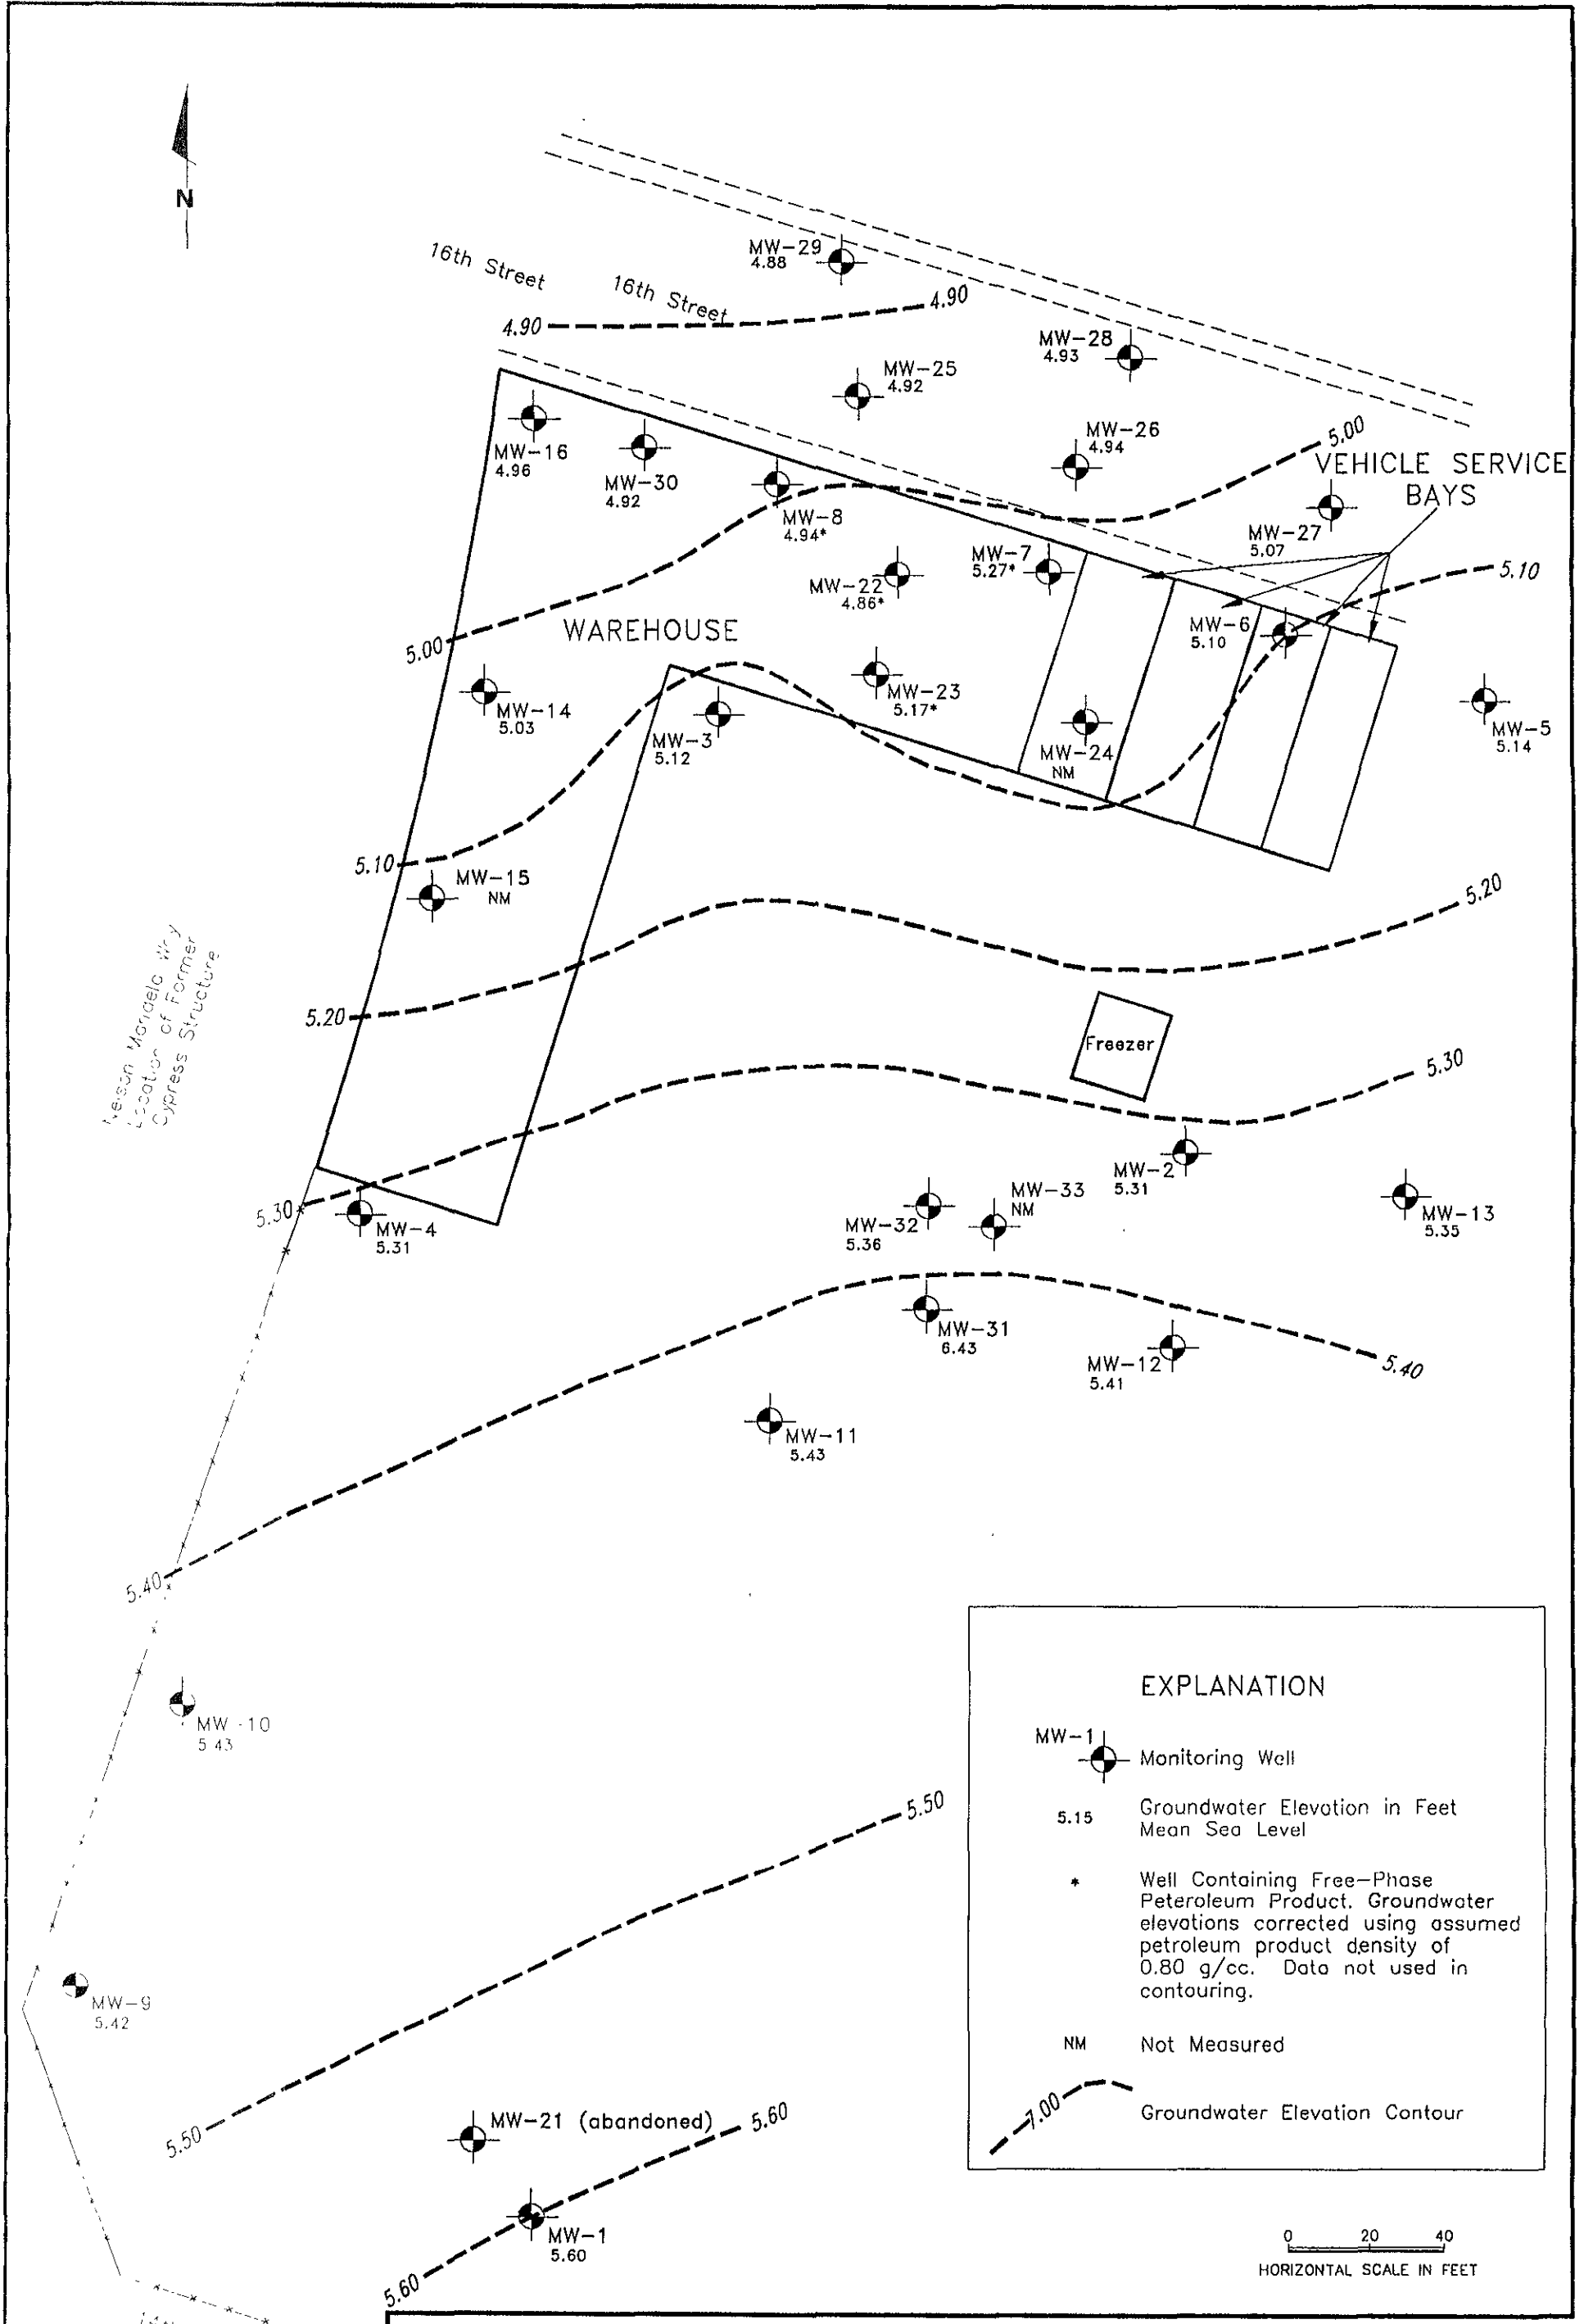 N
16th Street
16th Street
MW-29
4.88
4.90
4.90
MW-28
4.93
MW-25
4.92
MW-26
4.94
5.00
VEHICLE SERVICE
BAYS
MW-16
4.96
MW-30
4.92
MW-8
4.94*
MW-27
5.07
MW-7
5.27*
MW-22
4.86*
5.10
MW-6
5.10
WAREHOUSE
5.00
MW-14
5.03
MW-23
5.17*
MW-3
5.12
MW-24
NM
MW-5
5.14
5.10
MW-15
NM
5.20
Nelson Mandela Wry
Location of Former
Cypress Structure
5.20
Freezer
5.30
5.30
MW-4
5.31
MW-2
5.31
MW-33
NM
MW-32
5.36
MW-13
5.35
MW-31
6.43
MW-12
5.41
5.40
MW-11
5.43
5.40
MW-10
5.43
5.50
MW-9
5.42
5.50
MW-21 (abandoned)
5.60
MW-1
5.60
5.60
EXPLANATION
MW-1
Monitoring Well
5.15
Groundwater Elevation in Feet
Mean Sea Level
*
Well Containing Free-Phase
Peteroleum Product. Groundwater
elevations corrected using assumed
petroleum product density of
0.80 g/cc. Data not used in
contouring.
NM
Not Measured
7.00
Groundwater Elevation Contour
0 20 40
HORIZONTAL SCALE IN FEET